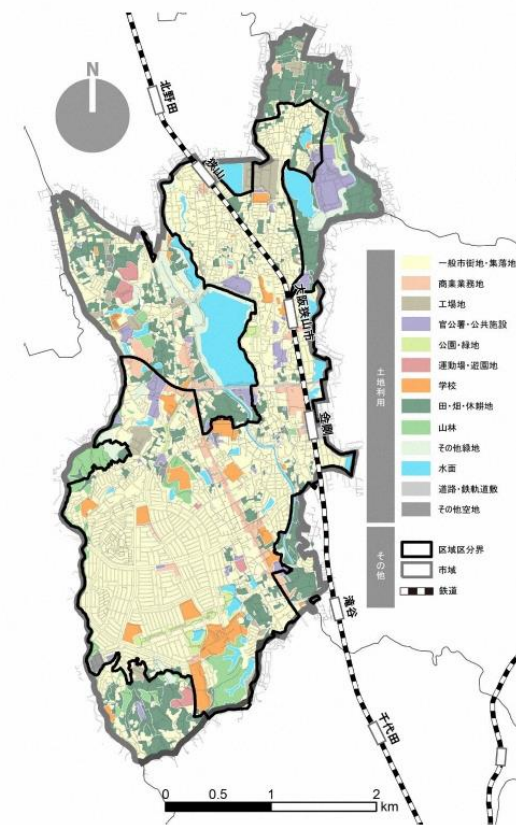 N
北野田
狭山
大阪狭山市
金剛
滝谷
千代田
土地利用
一般市街地・集落地
商業業務地
工場地
官公署・公共施設
公園・緑地
運動場・遊園地
学校
田・畑・休耕地
山林
その他緑地
水面
道路・鉄軌道敷
その他空地
その他
区域区分界
市域
鉄道
0 0.5 1 2
km